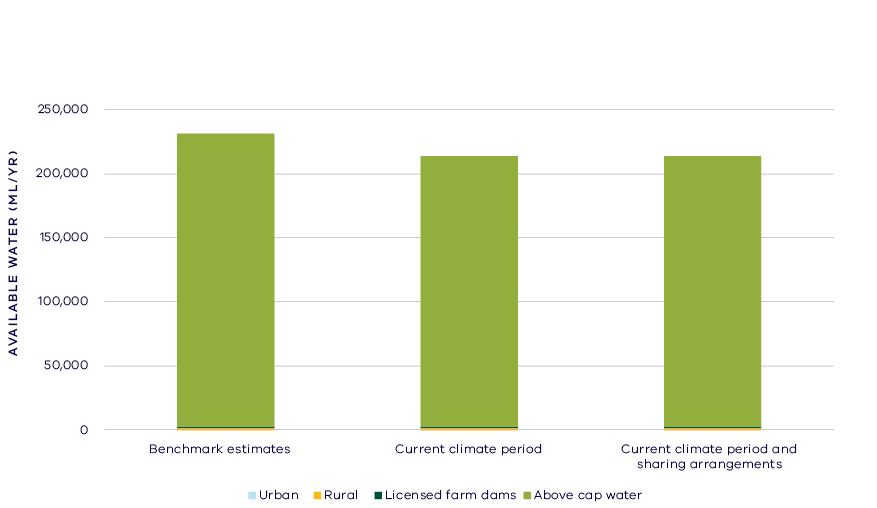 AVAILABLE WATER (ML/YR)
250,000
200,000
150,000
100,000
50,000
0
Benchmark estimates
Current climate period
Current climate period and
sharing arrangements
Urban Rural Licensed farm dams Above cap water